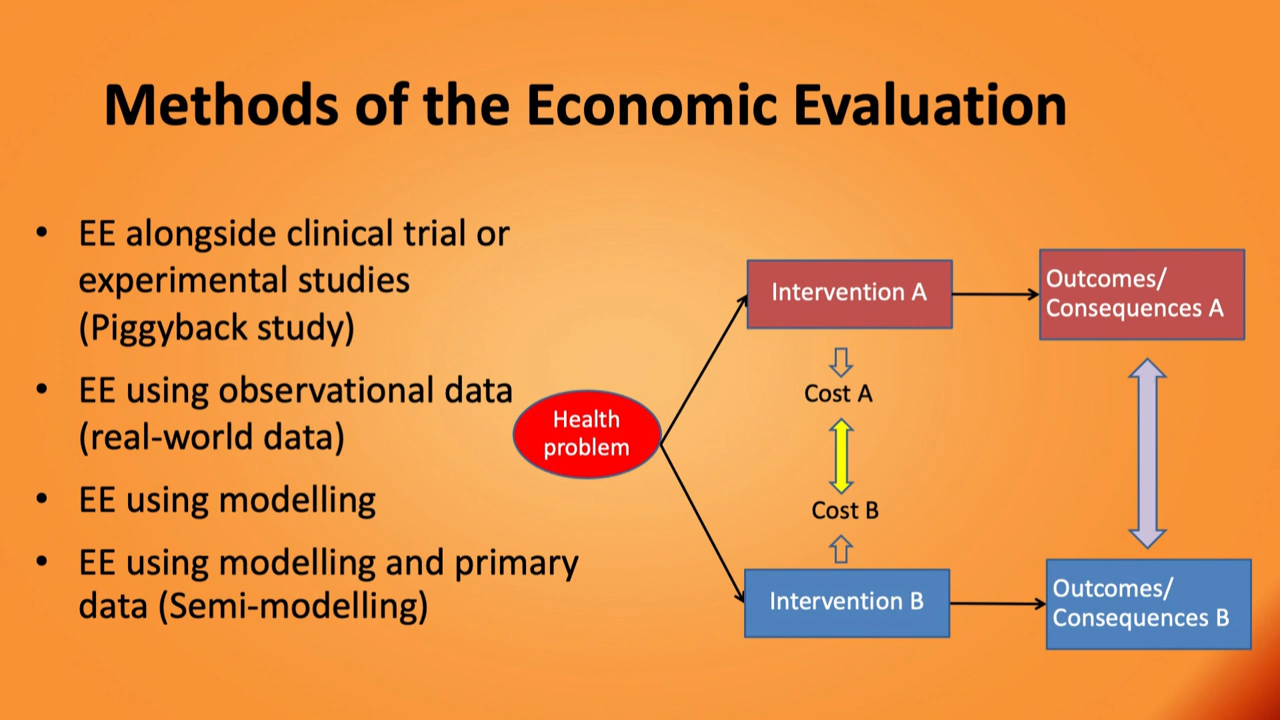 Methods of the Economic Evaluation
• EE alongside clinical trial or
experimental studies
(Piggyback study)
• EE using observational data
(real-world data)
• EE using modelling
• EE using modelling and primary
data (Semi-modelling)
Health
problem
Intervention A
Outcomes/
Consequences A
Cost A
Cost B
Intervention B
Outcomes/
Consequences B